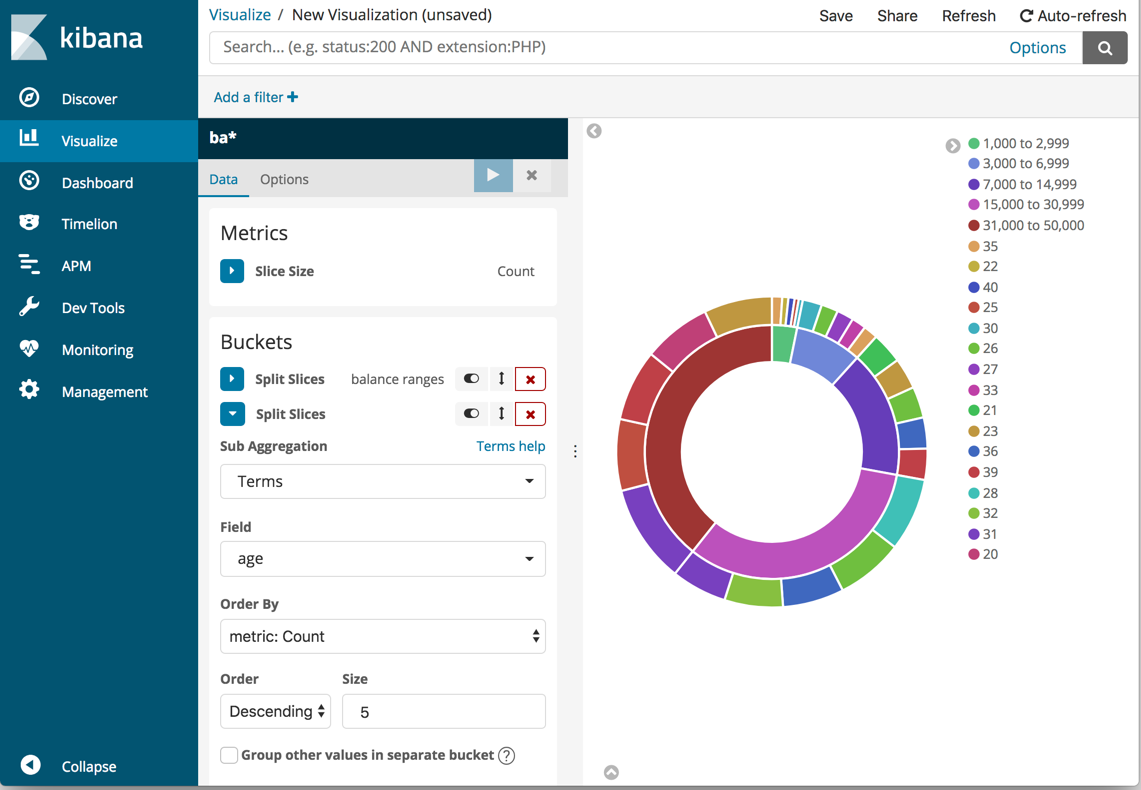 kibana
Discover
Visualize
Dashboard
Timelion
APM
Dev Tools
Monitoring
Management
Collapse
Visualize / New Visualization (unsaved)
Save Share Refresh Auto-refresh
Search... (e.g. status:200 AND extension:PHP) Options
Add a filter
ba*
Data Options
Metrics
Slice Size Count
Buckets
Split Slices balance ranges
Split Slices
Sub Aggregation Terms help
Terms
Field
age
Order By
metric: Count
Order Size
Descending 5
Group other values in separate bucket ?
1,000 to 2,999
3,000 to 6,999
7,000 to 14,999
15,000 to 30,999
31,000 to 50,000
35
22
40
25
30
26
27
33
21
23
36
39
28
32
31
20